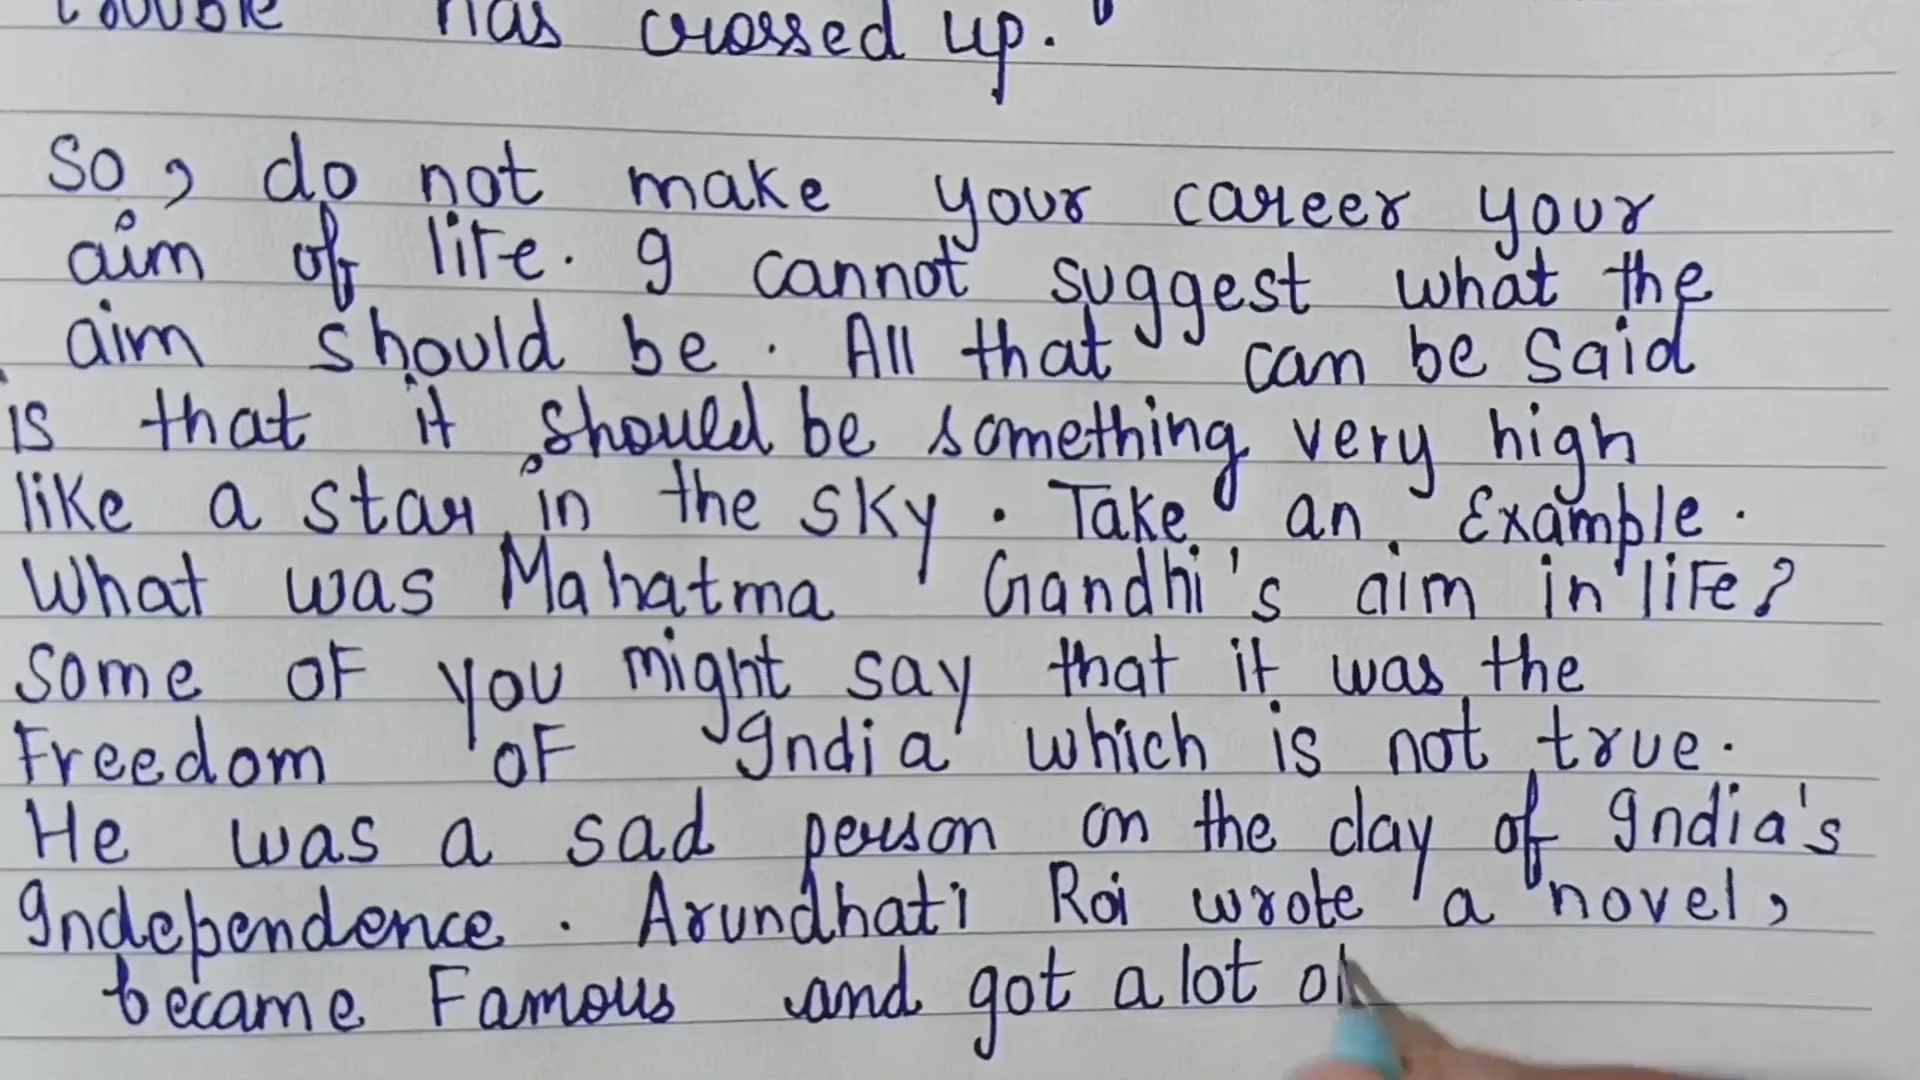 has crossed up."
So, do not make your career your
aim of life. I cannot suggest what the
aim should be. All that can be said
is that it should be something very high
like a star in the sky. Take an Example.
What was Mahatma Gandhi's aim in life?
Some of you might say that it was the
Freedom of India which is not true.
He was a sad person on the day of India's
Independence. Arundhati Roi wrote a novel,
became Famous and got a lot